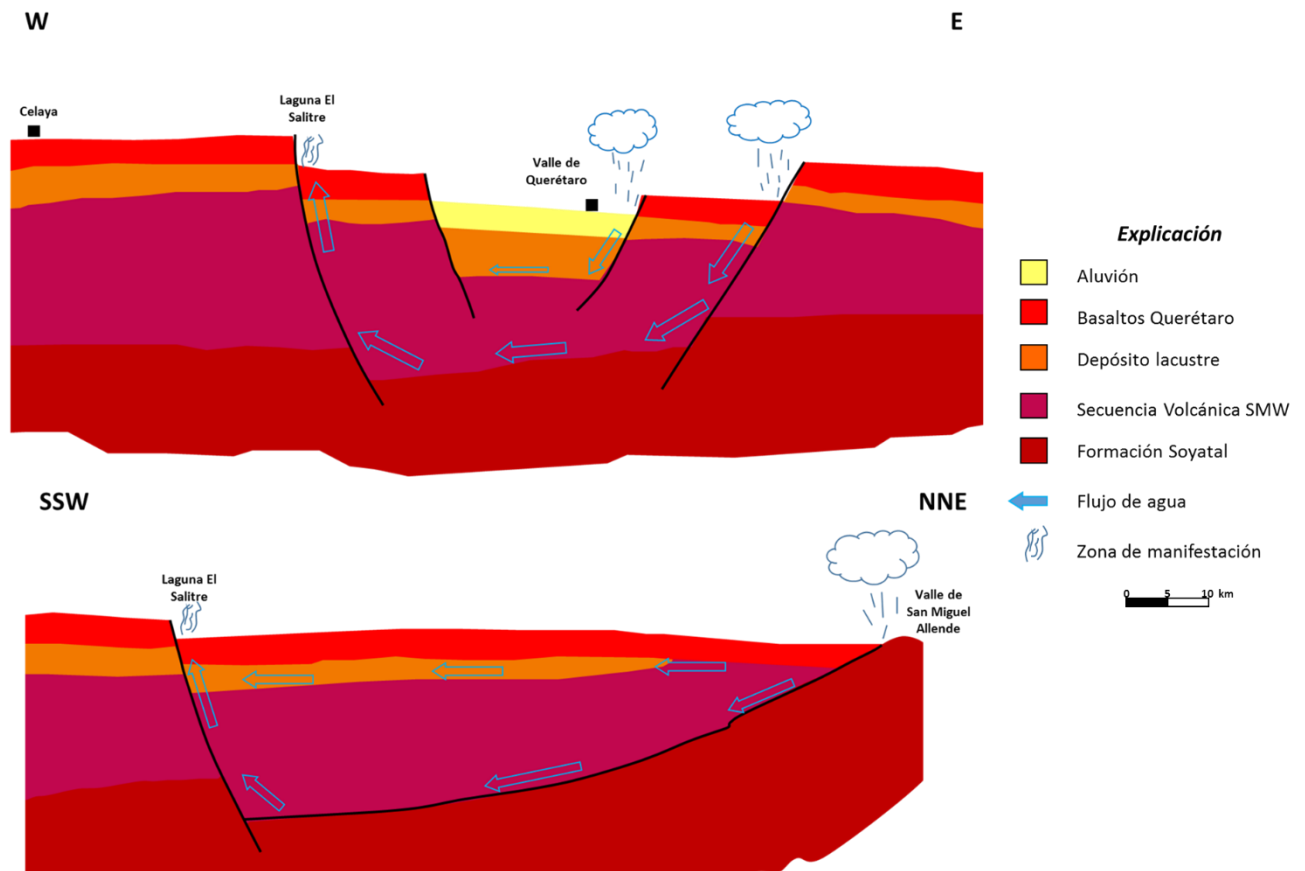 W
E
Celaya
Laguna El
Salitre
Valle de
Querétaro
Explicación
Aluvión
Basaltos Querétaro
Depósito lacustre
Secuencia Volcánica SMW
Formación Soyatal
Flujo de agua
Zona de manifestación
0 5 10 km
SSW
NNE
Laguna El
Salitre
Valle de
San Miguel
Allende